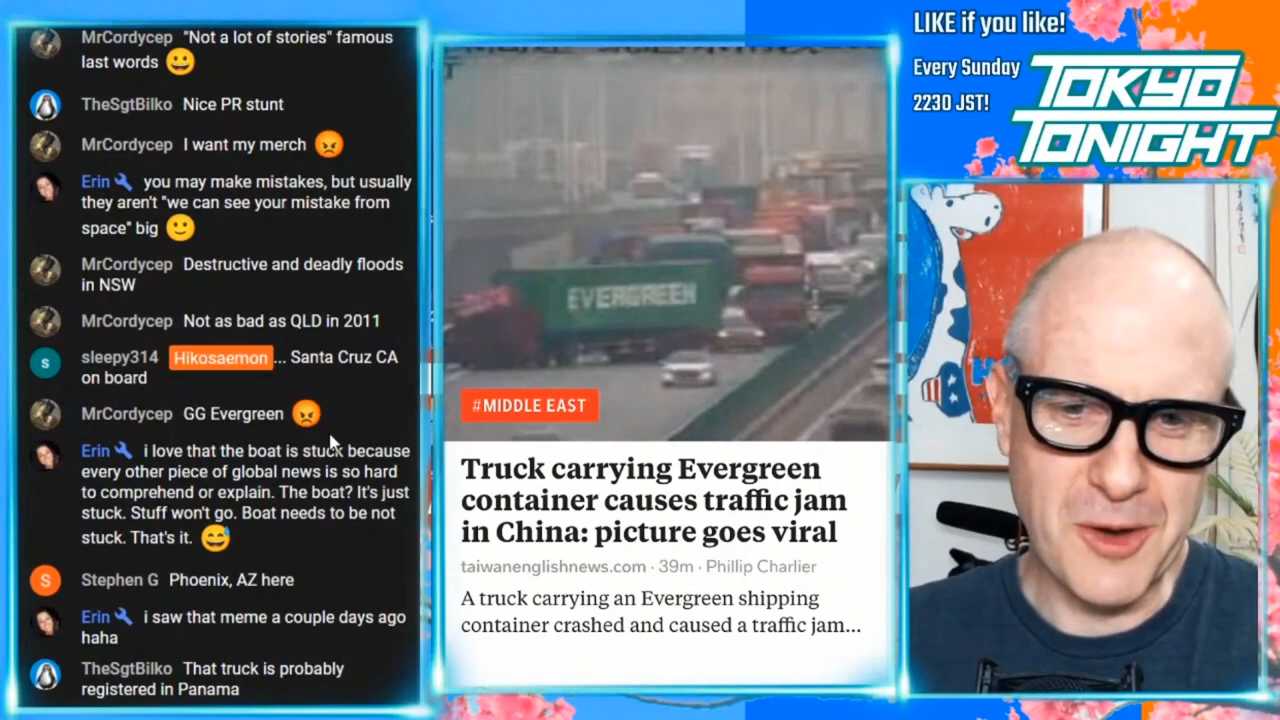 MrCordycep "Not a lot of stories" famous
last words 😀
TheSgtBilko Nice PR stunt
MrCordycep I want my merch 😡
Erin 🔧 you may make mistakes, but usually
they aren't "we can see your mistake from
space" big 🙂
MrCordycep Destructive and deadly floods
in NSW
MrCordycep Not as bad as QLD in 2011
S
sleepy314 Hikosaemon... Santa Cruz CA
on board
MrCordycep GG Evergreen 😡
Erin 🔧 i love that the boat is stuck because
every other piece of global news is so hard
to comprehend or explain. The boat? It's just
stuck. Stuff won't go. Boat needs to be not
stuck. That's it. 😅
S
Stephen G Phoenix, AZ here
Erin 🔧 i saw that meme a couple days ago
haha
TheSgtBilko That truck is probably
registered in Panama
EVERGREEN
#MIDDLE EAST
Truck carrying Evergreen
container causes traffic jam
in China: picture goes viral
taiwanenglishnews.com · 39m · Phillip Charlier
A truck carrying an Evergreen shipping
container crashed and caused a traffic jam...
LIKE if you like!
Every Sunday
2230 JST!
TOKYO
TONIGHT